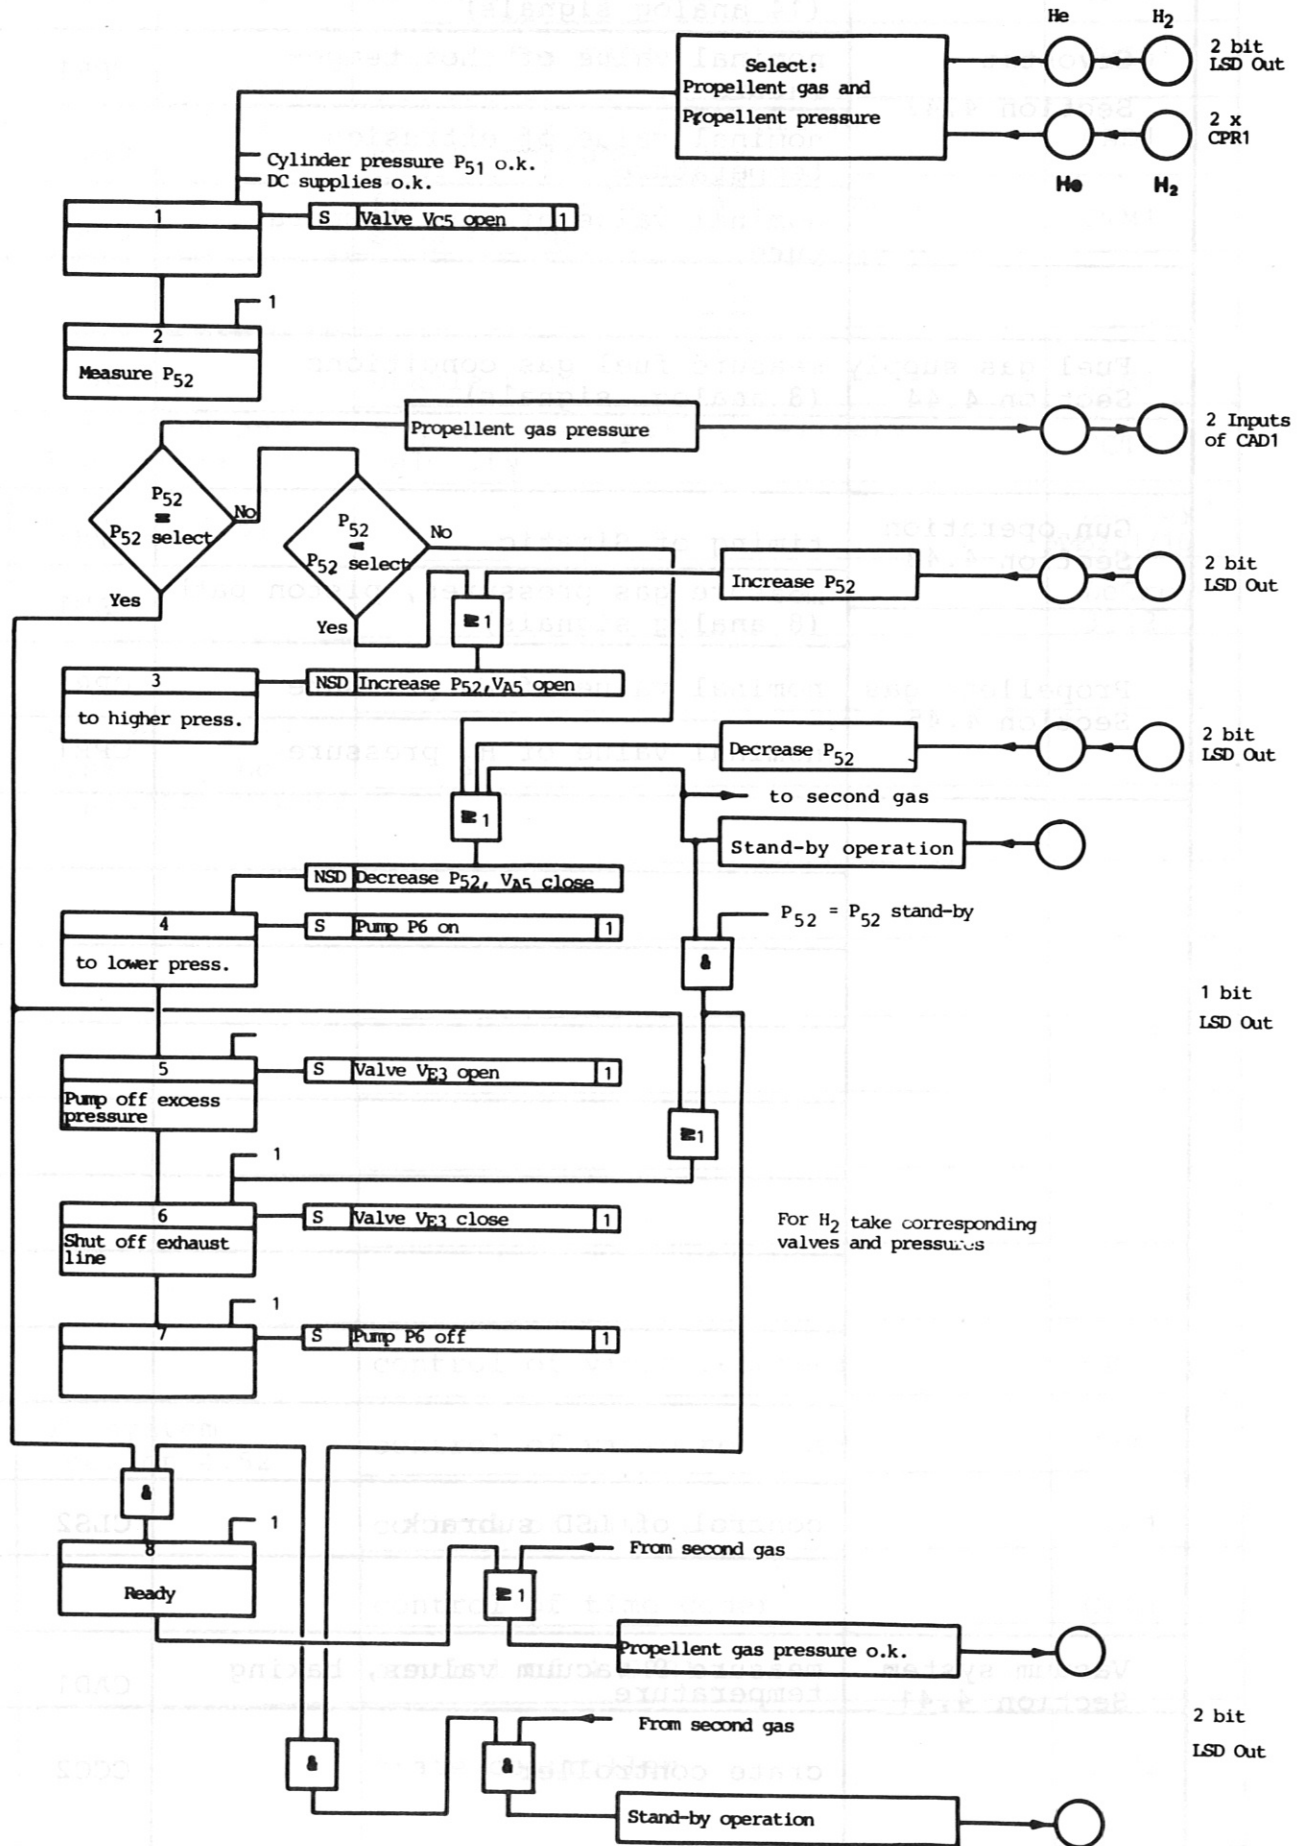 He H2
2 bit
LSD Out
Select:
Propellent gas and
Propellent pressure
2 x
CPR1
He H2
Cylinder pressure P51 o.k.
DC supplies o.k.
1
S Valve VC5 open 1
1
2
Measure P52
Propellent gas pressure
2 Inputs
of CAD1
P52
=
P52 select
No
Yes
P52
<
P52 select
No
Yes
≥1
Increase P52
2 bit
LSD Out
3
to higher press.
NSD Increase P52, VA5 open
Decrease P52
2 bit
LSD Out
to second gas
≥1
Stand-by operation
NSD Decrease P52, VA5 close
P52 = P52 stand-by
4
to lower press.
S Pump P6 on 1
&
1 bit
LSD Out
5
Pump off excess
pressure
S Valve VE3 open 1
≥1
1
6
Shut off exhaust
line
S Valve VE3 close 1
For H2 take corresponding
valves and pressures
1
7
S Pump P6 off 1
&
1
8
Ready
From second gas
≥1
Propellent gas pressure o.k.
From second gas
2 bit
LSD Out
&
&
Stand-by operation